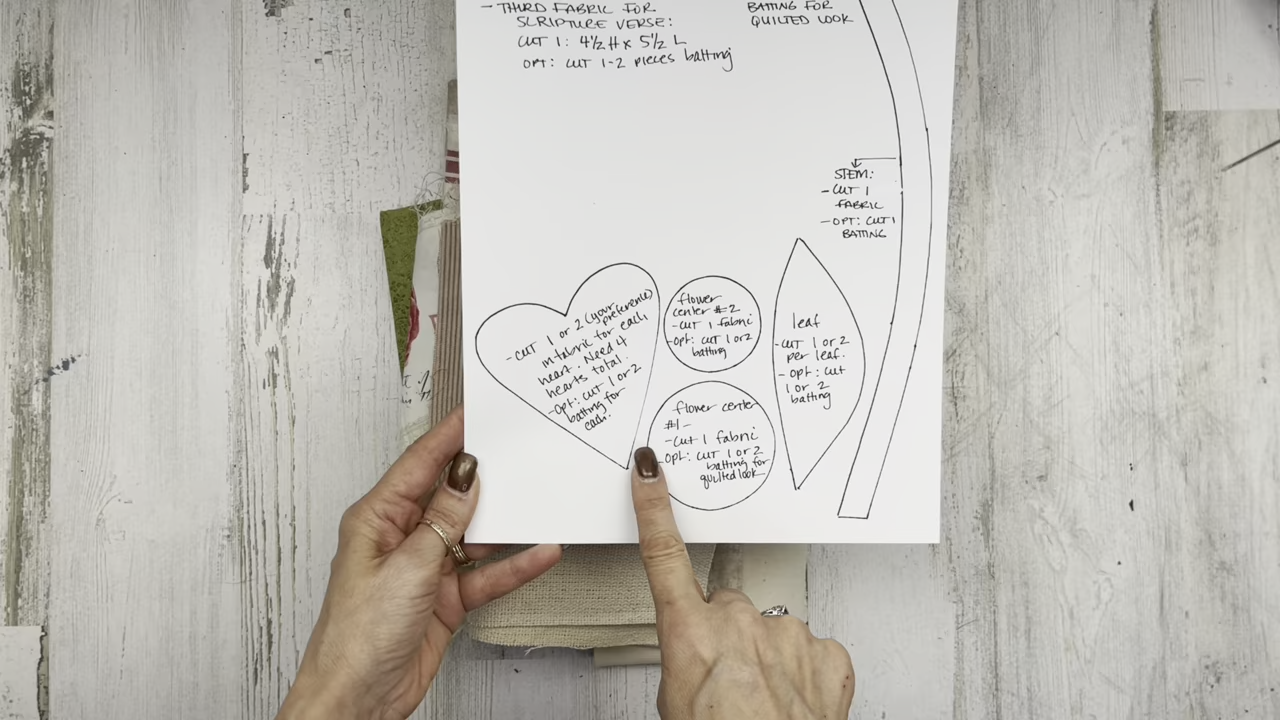 - THIRD FABRIC FOR
SCRIPTURE VERSE:
CUT 1: 4½ H x 5½ L
OPT: CUT 1-2 PIECES batting
BATTING FOR
QUILTED LOOK
STEM:
- CUT 1
FABRIC
- OPT: CUT 1
BATTING
- CUT 1 or 2 (your preference)
in fabric for each
heart. Need 4
hearts total.
- Opt: cut 1 or 2
batting for
each.
flower
center #2
- CUT 1 fabric
- Opt: CUT 1 or 2
batting
flower center
#1 -
- CUT 1 fabric
Opt: CUT 1 or 2
batting for
quilted look
leaf
- CUT 1 or 2
per leaf.
- opt: cut
1 or 2
batting